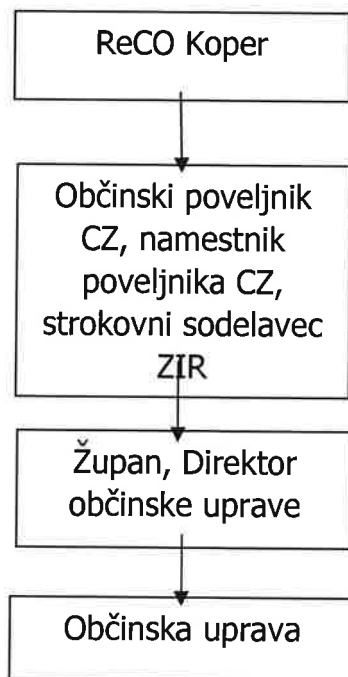 ReCO Koper
Občinski poveljnik
CZ, namestnik
poveljnika CZ,
strokovni sodelavec
ZIR
Župan, Direktor
občinske uprave
Občinska uprava